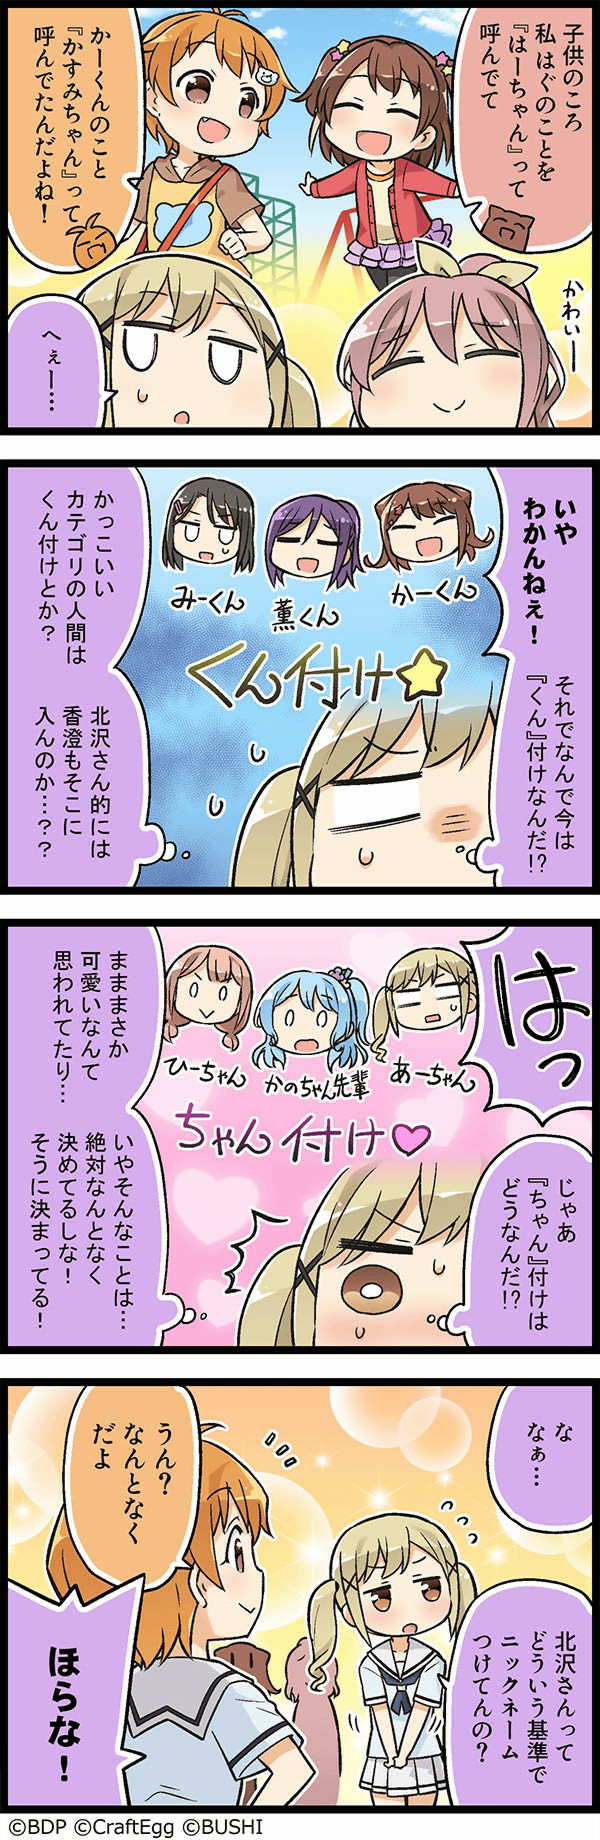 子供のころ
私はぐのことを
『はーちゃん』って
呼んでて
かーくんのこと
『かすみちゃん』って
呼んでたんだよね！
かわいー
へぇー…
いや
わかんねぇ！
それでなんで今は
『くん』付けなんだ!?
かーくん
薫くん
みーくん
くん付け☆
かっこいい
カテゴリの人間は
くん付けとか？
北沢さん的には
香澄もそこに
入んのか…？？
はっ
じゃあ
『ちゃん』付けは
どうなんだ!?
あーちゃん
かのちゃん先輩
ひーちゃん
ちゃん付け♡
まままさか
可愛いなんて
思われてたり…
いやそんなことは…
絶対なんとなく
決めてるしな！
そうに決まってる！
な
なぁ…
北沢さんって
どういう基準で
ニックネーム
つけてんの？
うん？
なんとなく
だよ
ほらな！
©BDP ©CraftEgg ©BUSHI